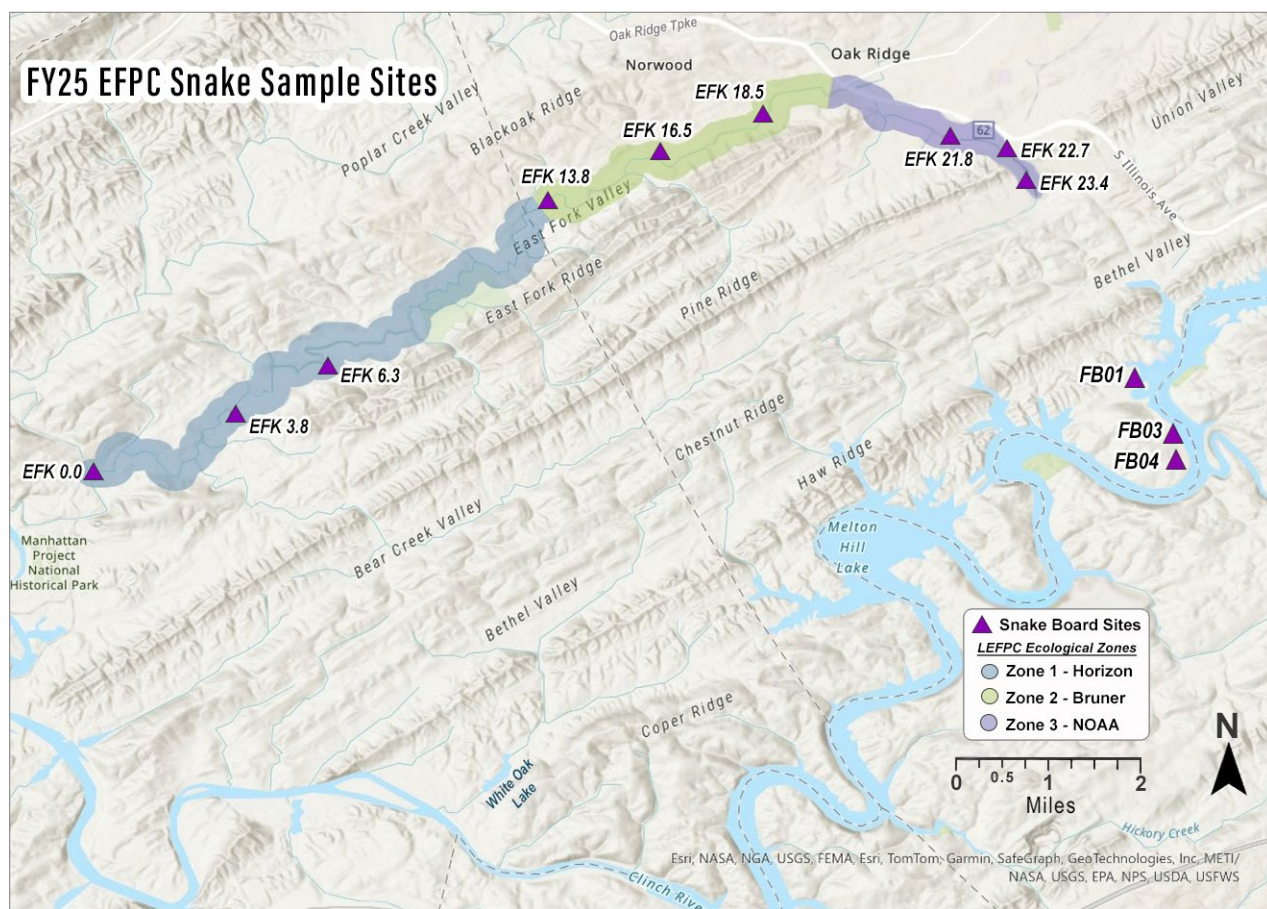 Oak Ridge Tpke
Norwood
Oak Ridge
FY25 EFPC Snake Sample Sites
Poplar Creek Valley
Blackoak Ridge
Union Valley
EFK 18.5
EFK 16.5
62
EFK 21.8
EFK 22.7
EFK 23.4
S Illinois Ave
EFK 13.8
East Fork Valley
East Fork Ridge
Pine Ridge
Bethel Valley
EFK 6.3
EFK 3.8
EFK 0.0
FB01
FB03
FB04
Chestnut Ridge
Haw Ridge
Bear Creek Valley
Bethel Valley
Manhattan
Project
National
Historical Park
Melton
Hill
Lake
Coper Ridge
White Oak
Lake
Snake Board Sites
LEFPC Ecological Zones
Zone 1 - Horizon
Zone 2 - Bruner
Zone 3 - NOAA
N
0 0.5 1 2
Miles
Hickory Creek
Clinch River
Esri, NASA, NGA, USGS, FEMA, Esri, TomTom, Garmin, SafeGraph, GeoTechnologies, Inc, METI/
NASA, USGS, EPA, NPS, USDA, USFWS